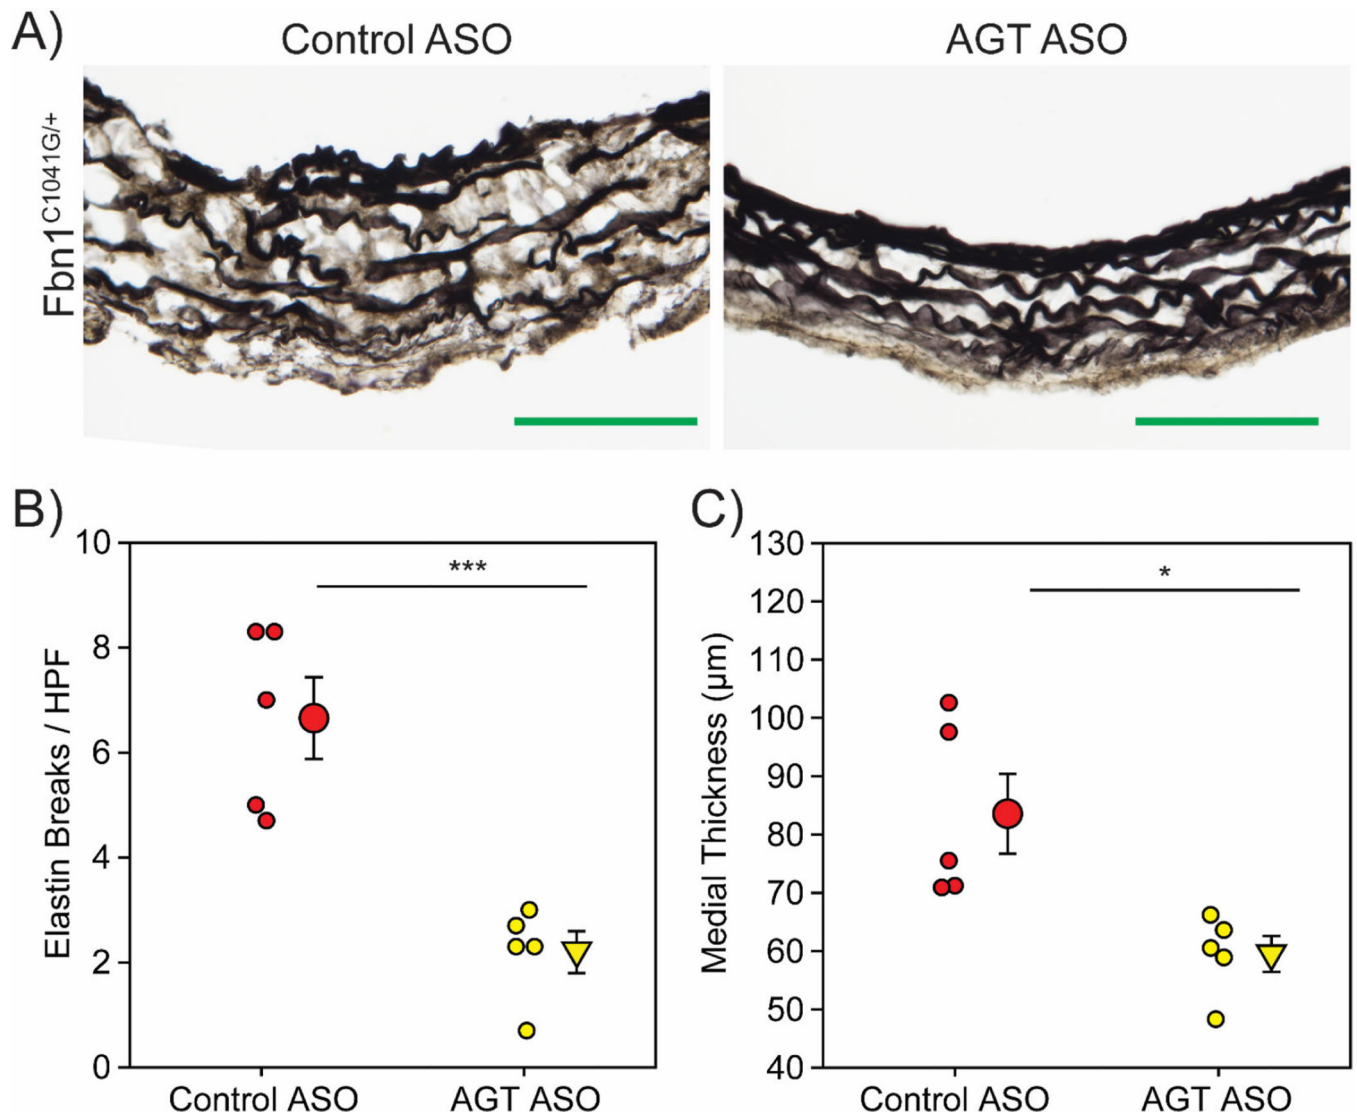 A)
Control ASO
AGT ASO
Fbn1C1041G/+
B)
10
8
6
4
2
0
Elastin Breaks / HPF
***
Control ASO
AGT ASO
C)
130
120
110
100
90
80
70
60
50
40
Medial Thickness (µm)
*
Control ASO
AGT ASO